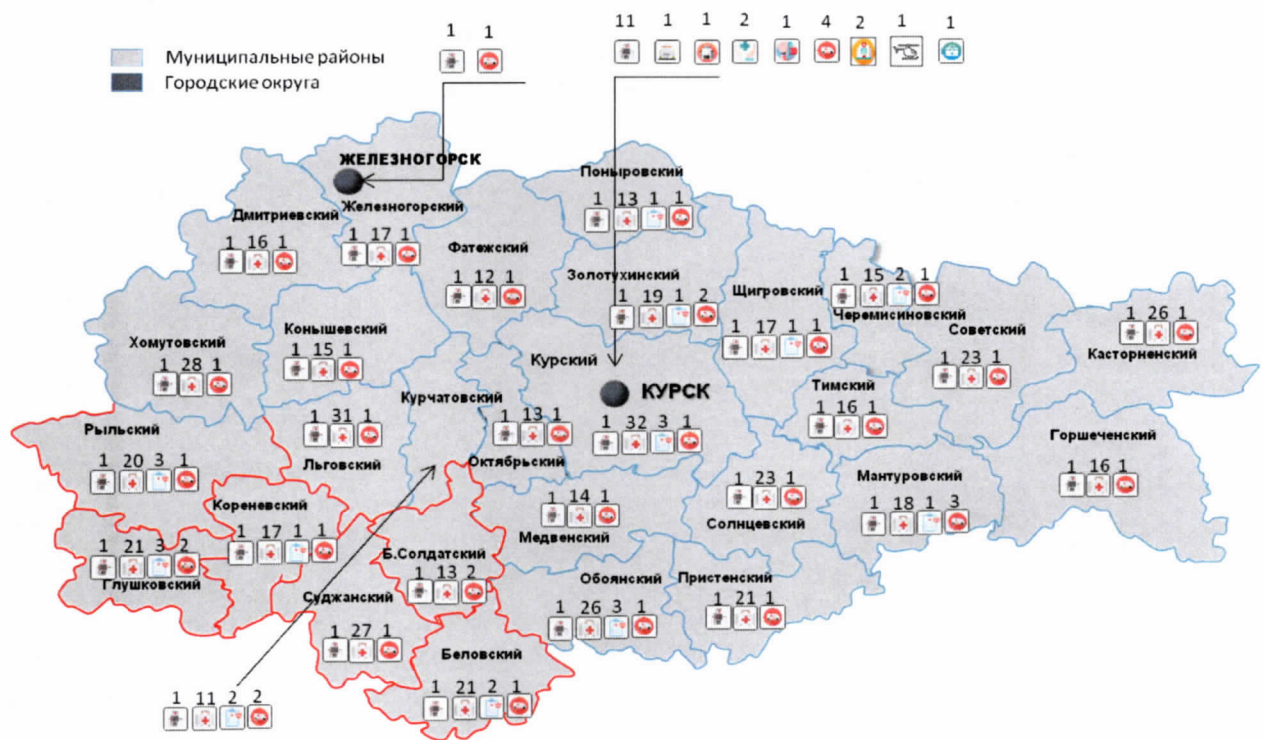 1 1
11 1 1 2 1 4 2 1 1
Муниципальные районы
Городские округа
ЖЕЛЕЗНОГОРСК
Поныровский
1 13 1 1
Дмитриевский
1 16 1
Железногорский
1 17 1
Фатежский
1 12 1
Золотухинский
1 19 1 2
Щигровский
1 17 1 1
1 15 2 1
Черемисиновский
Советский
1 23 1
1 26 1
Касторненский
Хомутовский
1 28 1
Конышевский
1 15 1
Курский
КУРСК
1 32 3 1
Тимский
1 16 1
Курчатовский
1 13 1
Октябрьский
1 31 1
Льговский
Рыльский
1 20 3 1
Горшеченский
1 16 1
Мантуровский
1 18 1 3
1 23 1
Солнцевский
Кореневский
1 17 1 1
1 14 1
Медвенский
1 21 3 2
Глушковский
Б.Солдатский
1 13 2
Обоянский
1 26 3 1
Пристенский
1 21 1
Суджанский
1 27 1
Беловский
1 21 2 1
1 11 2 2